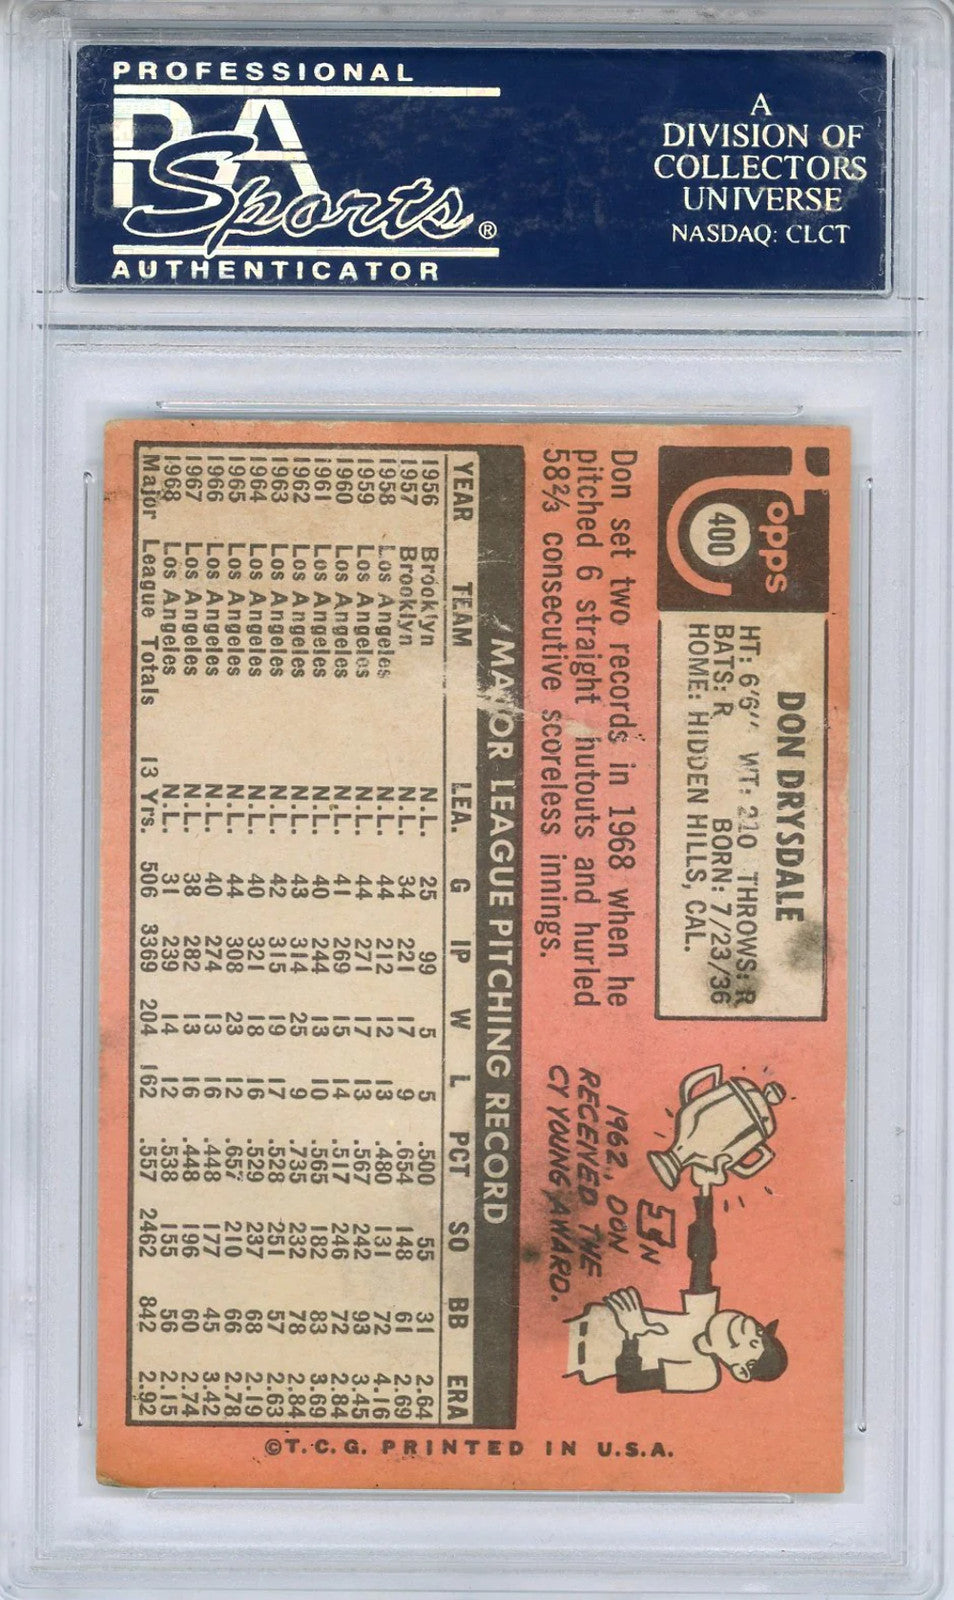 PROFESSIONAL
PSA
Sports®
AUTHENTICATOR
A
DIVISION OF
COLLECTORS
UNIVERSE
NASDAQ: CLCT
Topps
400
DON DRYSDALE
HT: 6'6" WT: 210 THROWS: R
BATS: R BORN: 7/23/36
HOME: HIDDEN HILLS, CAL.
Don set two records in 1968 when he
pitched 6 straight hutouts and hurled
58⅔ consecutive scoreless innings.
1962, DON
RECEIVED THE
CY YOUNG AWARD.
MAJOR LEAGUE PITCHING RECORD
YEAR TEAM LEA. G IP W L PCT SO BB ERA
1956 Brooklyn N.L. 25 99 5 5 .500 55 31 2.64
1957 Brooklyn N.L. 34 221 17 9 .654 148 61 2.69
1958 Los Angeles N.L. 44 212 12 13 .480 131 72 4.16
1959 Los Angeles N.L. 44 271 17 13 .567 242 93 3.45
1960 Los Angeles N.L. 41 269 15 14 .517 246 72 2.84
1961 Los Angeles N.L. 40 244 13 10 .565 182 83 3.69
1962 Los Angeles N.L. 43 314 25 9 .735 232 78 2.84
1963 Los Angeles N.L. 42 315 19 17 .528 251 57 2.63
1964 Los Angeles N.L. 40 321 18 16 .529 237 68 2.19
1965 Los Angeles N.L. 44 308 23 12 .657 210 66 2.78
1966 Los Angeles N.L. 40 274 13 16 .448 177 45 3.42
1967 Los Angeles N.L. 38 282 13 16 .448 196 60 2.74
1968 Los Angeles N.L. 31 239 14 12 .538 155 56 2.15
Major League Totals 13 Yrs. 506 3369 204 162 .557 2462 842 2.92
©T.C.G. PRINTED IN U.S.A.